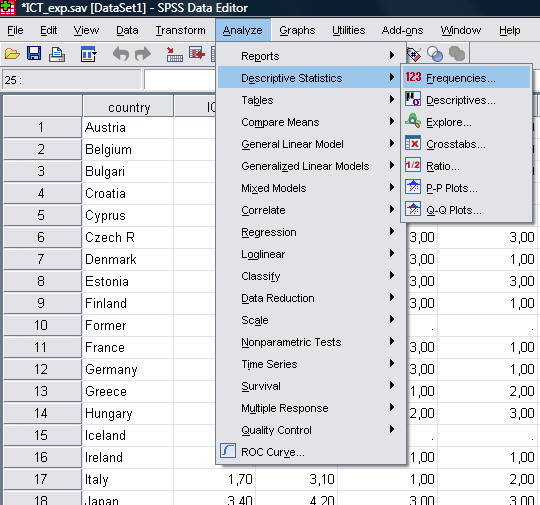 *ICT_exp.sav [DataSet1] - SPSS Data Editor
File Edit View Data Transform Analyze Graphs Utilities Add-ons Window Help
25 :
Reports
Descriptive Statistics
Tables
Compare Means
General Linear Model
Generalized Linear Models
Mixed Models
Correlate
Regression
Loglinear
Classify
Data Reduction
Scale
Nonparametric Tests
Time Series
Survival
Multiple Response
Quality Control
ROC Curve...
123 Frequencies...
Descriptives...
Explore...
Crosstabs...
1/2 Ratio...
P-P Plots...
Q-Q Plots...
country
1 Austria
2 Belgium
3 Bulgari
4 Croatia
5 Cyprus
6 Czech R 3,00 3,00
7 Denmark 3,00 1,00
8 Estonia 3,00 3,00
9 Finland 3,00 1,00
10 Former . .
11 France 3,00 1,00
12 Germany 3,00 1,00
13 Greece 1,00 2,00
14 Hungary 2,00 3,00
15 Iceland . .
16 Ireland 1,00 1,00
17 Italy 1,70 3,10 1,00 2,00
18 Japan 3,40 4,20 3,00 3,00